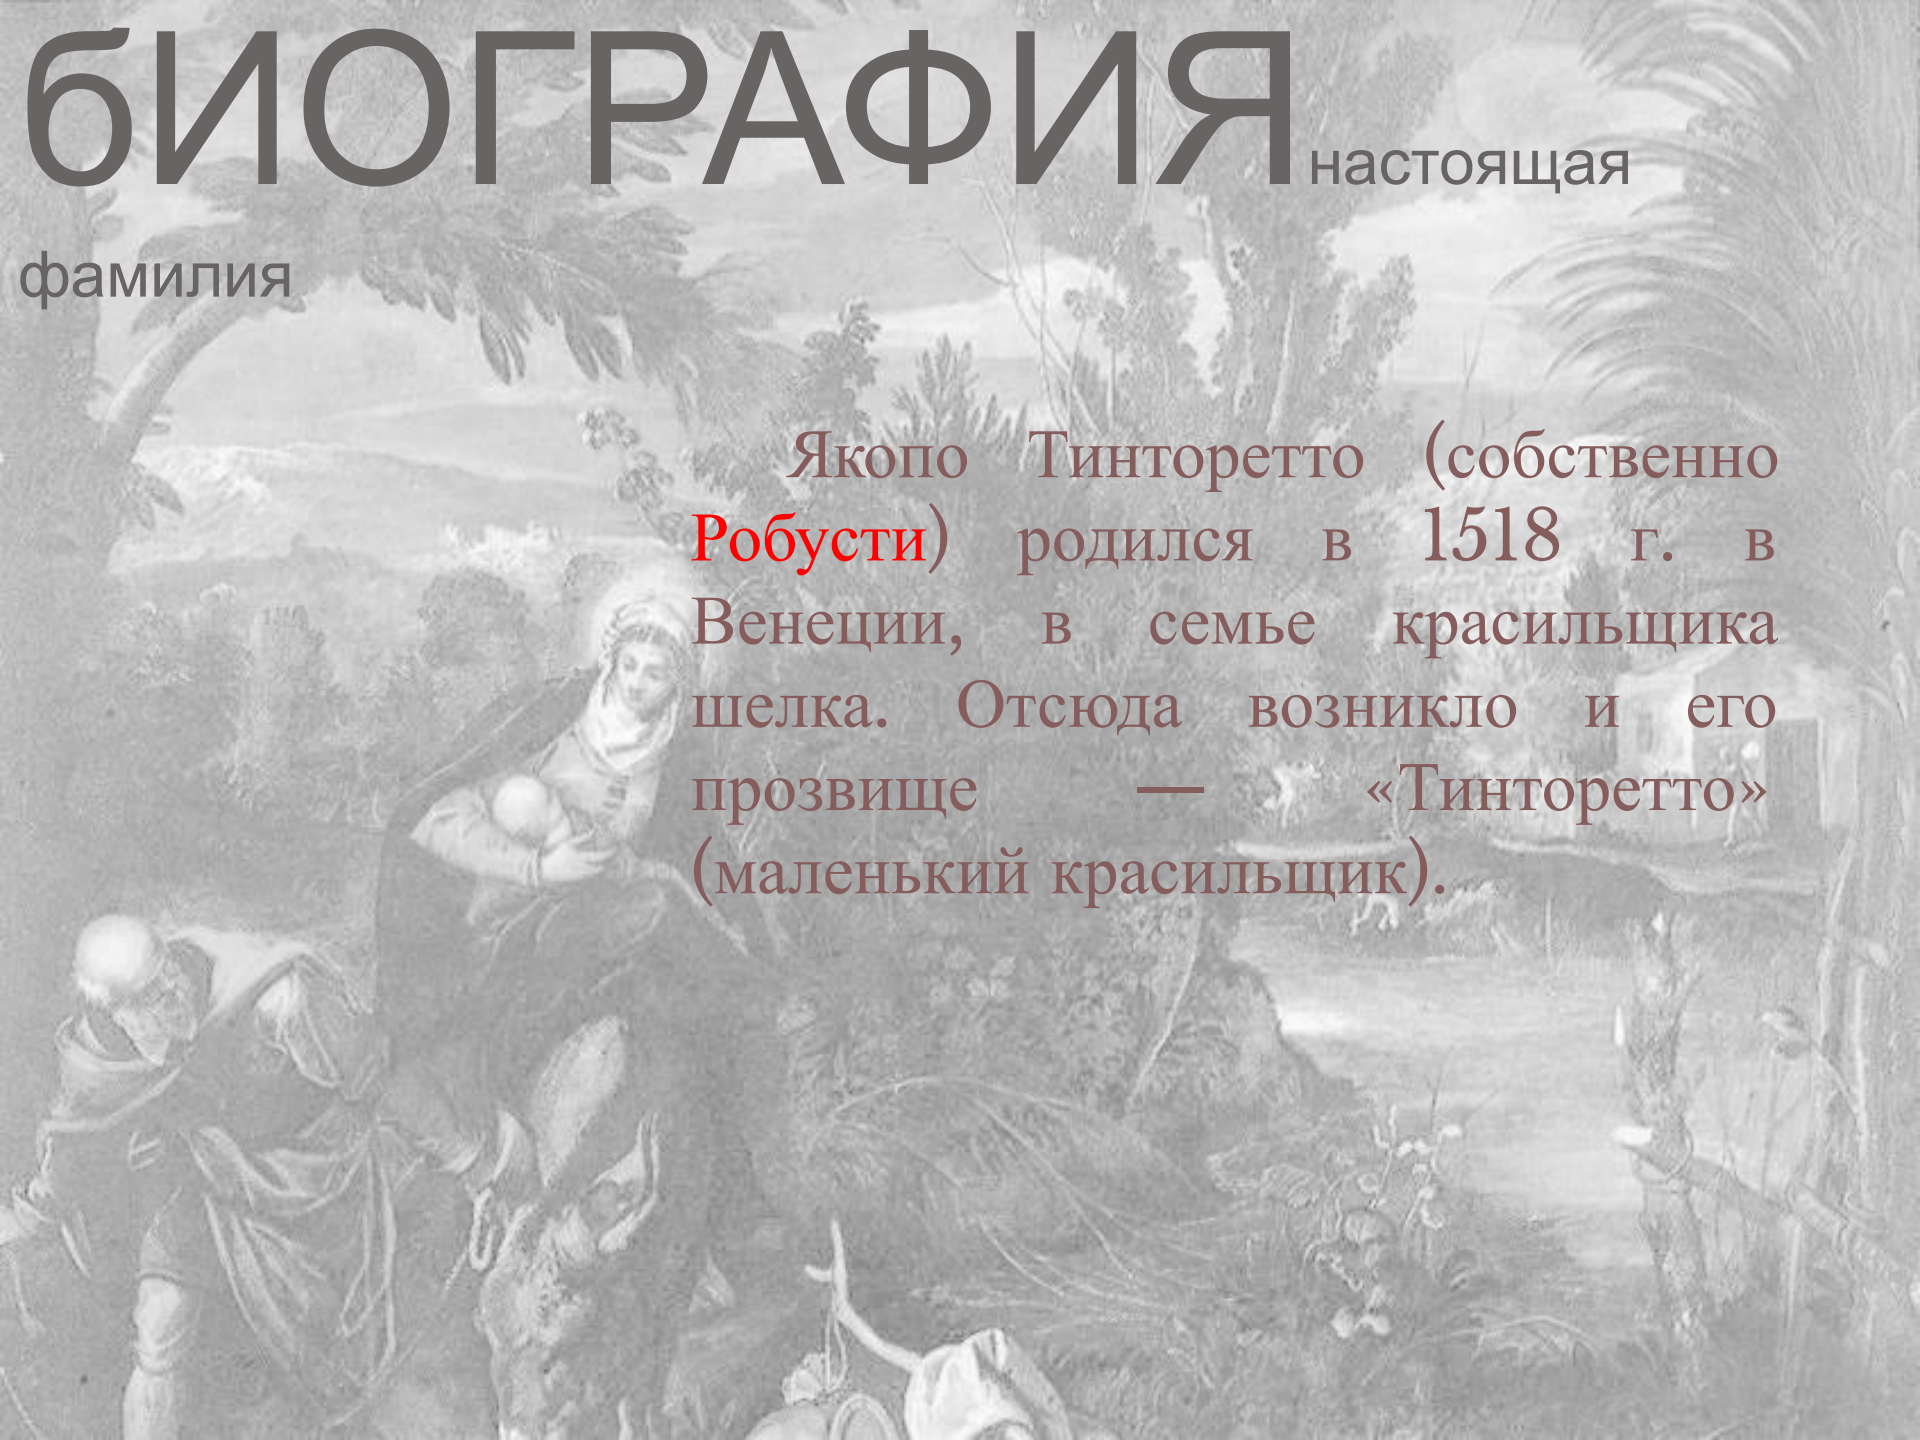 бИОГРАФИЯ настоящая
фамилия
Якопо Тинторетто (собственно
Робусти) родился в 1518 г. в
Венеции, в семье красильщика
шелка. Отсюда возникло и его
прозвище — «Тинторетто»
(маленький красильщик).